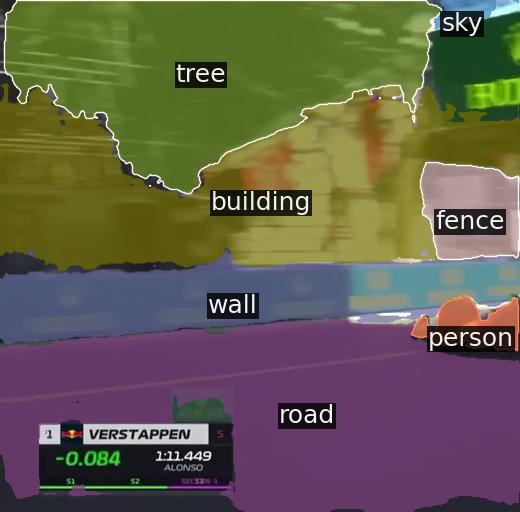 sky
tree
building
fence
wall
person
road
1 VERSTAPPEN 5
-0.084 1:11.449
ALONSO
S1 S2